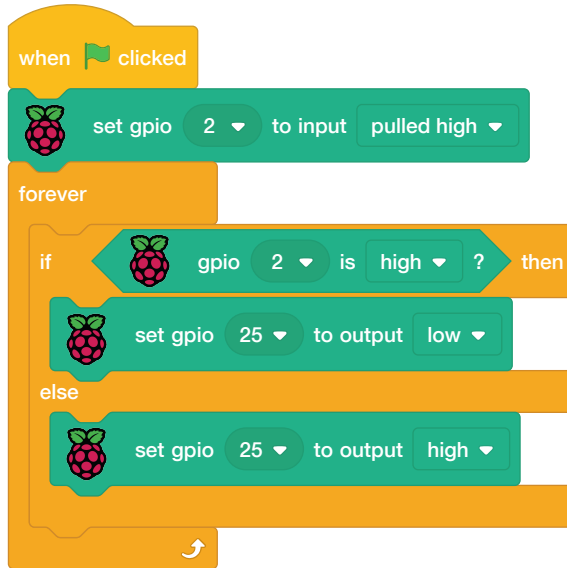 when clicked
set gpio 2 to input pulled high
forever
if gpio 2 is high ? then
set gpio 25 to output low
else
set gpio 25 to output high